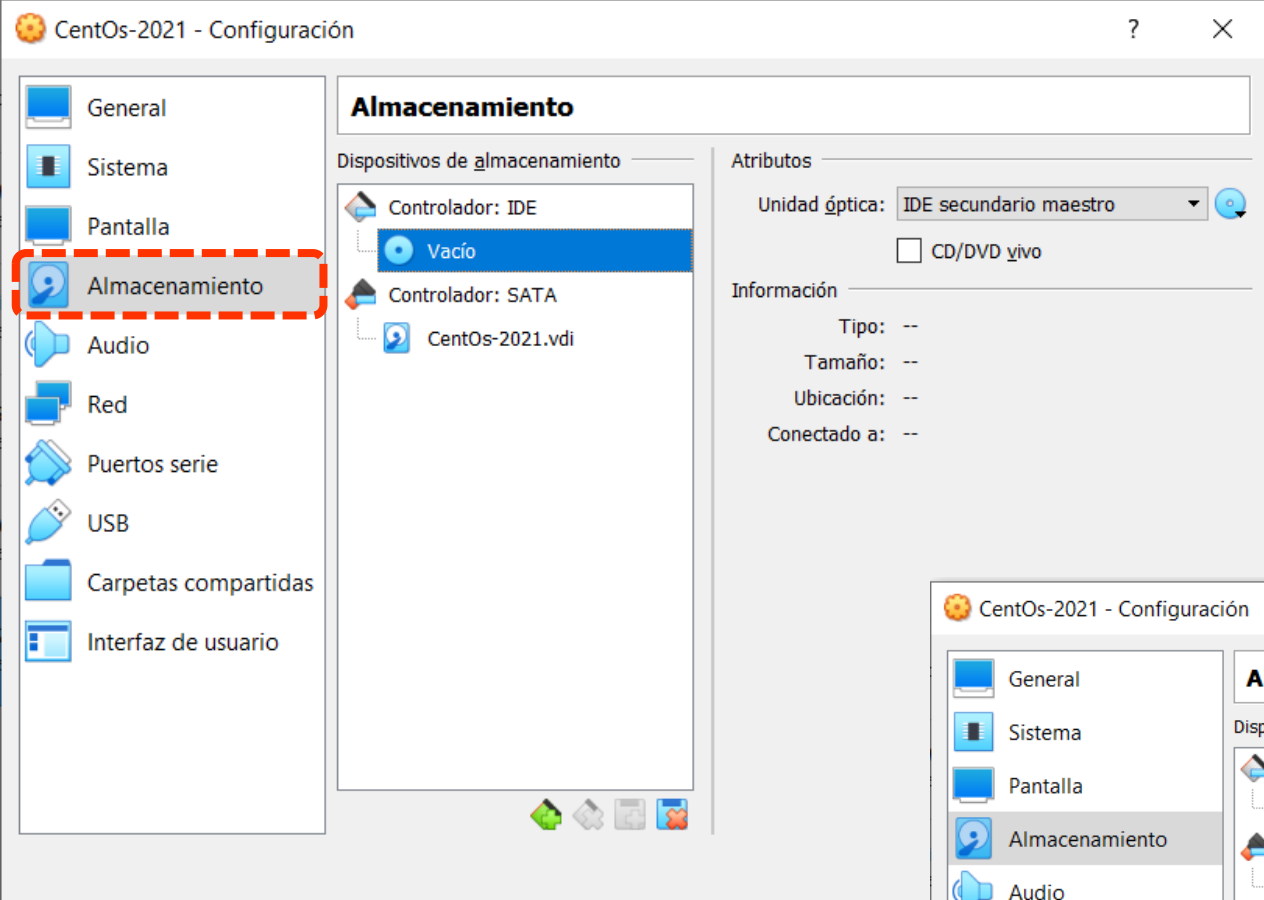 CentOs-2021 - Configuración
?
General
Sistema
Pantalla
Almacenamiento
Audio
Red
Puertos serie
USB
Carpetas compartidas
Interfaz de usuario
Almacenamiento
Dispositivos de almacenamiento
Controlador: IDE
Vacío
Controlador: SATA
CentOs-2021.vdi
Atributos
Unidad óptica: IDE secundario maestro
CD/DVD vivo
Información
Tipo: --
Tamaño: --
Ubicación: --
Conectado a: --
CentOs-2021 - Configuración
General
Sistema
Pantalla
Almacenamiento
Audio
A
Disp